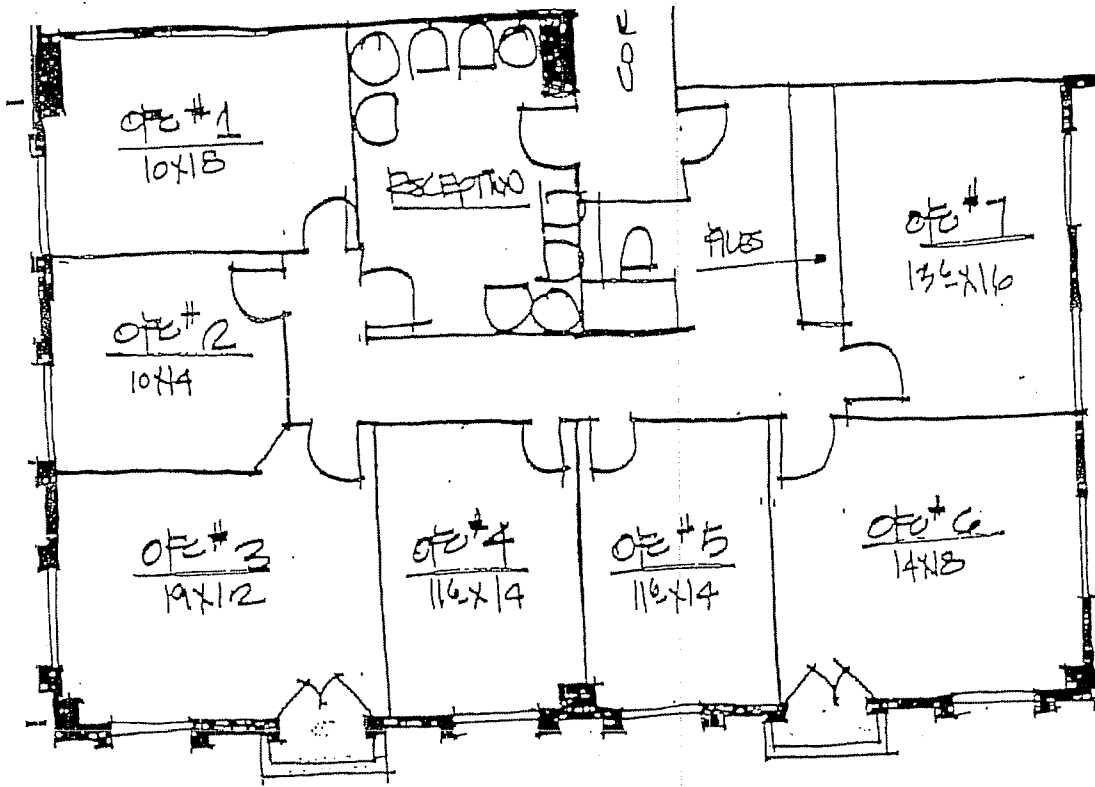 COR
OFC #1
10X18
RECEPTION
FILES
OFC #7
13⁶X16
OFC #2
10X14
OFC #3
19X12
OFC #4
11⁶X14
OFC #5
11⁶X14
OFC #6
14X18